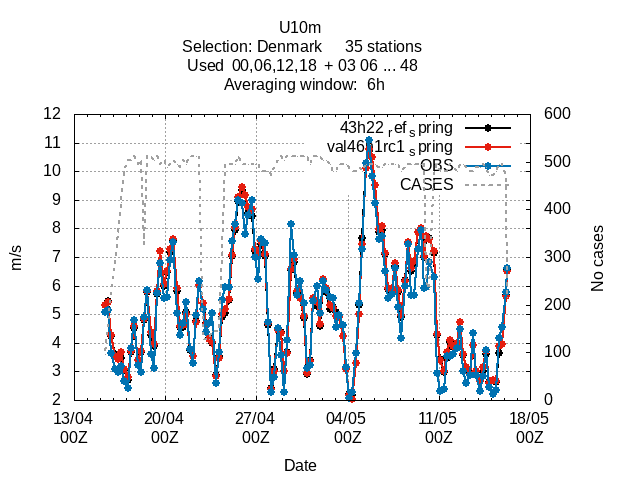 U10m
Selection: Denmark     35 stations
Used  00,06,12,18  + 03 06 ... 48
Averaging window:  6h
12 600
11 500
10 400
9 300
8 200
7 100
6 0
5
4
3
2
43h22refspring
val4631rc1spring
OBS
CASES
m/s
No cases
13/04 20/04 27/04 04/05 11/05 18/05
00Z 00Z 00Z 00Z 00Z 00Z
Date